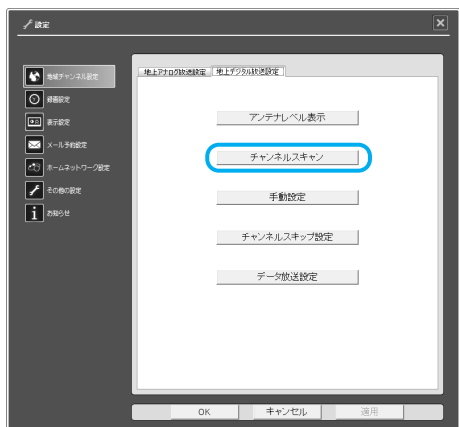 設定
地域チャンネル設定
録画設定
表示設定
メール予約設定
ホームネットワーク設定
その他の設定
お知らせ
地上アナログ放送設定 地上デジタル放送設定
アンテナレベル表示
チャンネルスキャン
手動設定
チャンネルスキップ設定
データ放送設定
OK キャンセル 適用